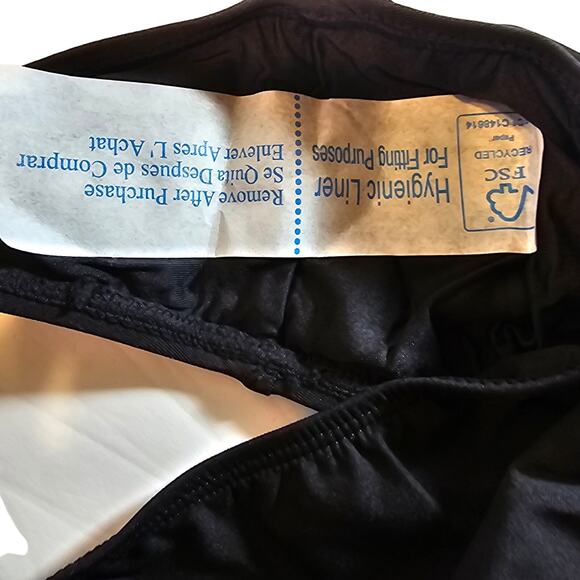 Remove After Purchase
Se Quita Despues de Comprar
Enlever Apres L' Achat
Hygienic Liner
For Fitting Purposes
FSC
RECYCLED
Paper
C148614